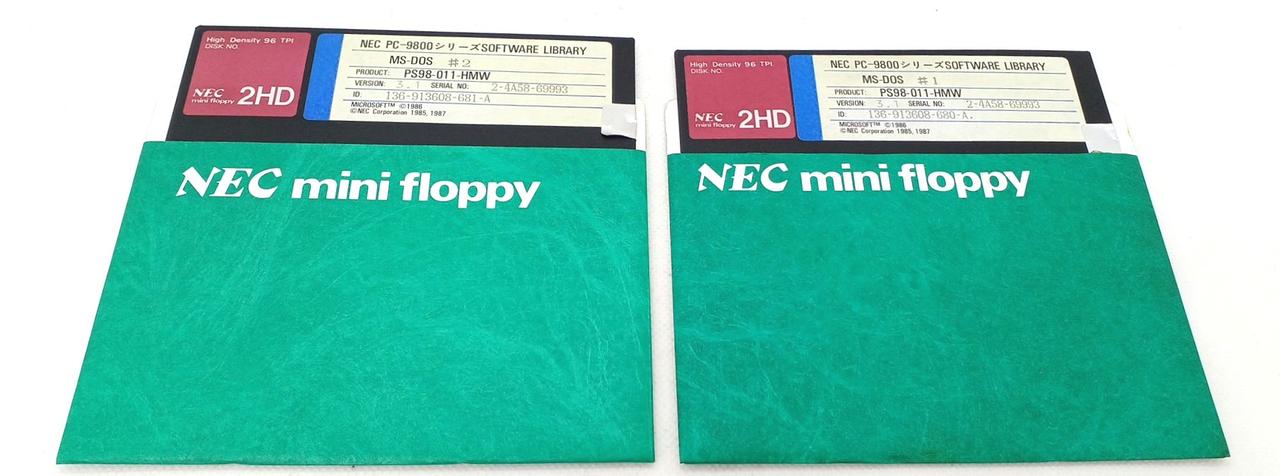 High Density 96 TPI
DISK NO.
NEC
mini floppy 2HD
NEC PC-9800シリーズSOFTWARE LIBRARY
MS-DOS #2
PRODUCT: PS98-011-HMW
VERSION: 3.1 SERIAL NO: 2-4A58-69993
ID: 136-913608-681-A
MICROSOFT™ ©1986
©NEC Corporation 1985, 1987
NEC mini floppy
High Density 96 TPI
DISK NO.
NEC
mini floppy 2HD
NEC PC-9800シリーズSOFTWARE LIBRARY
MS-DOS #1
PRODUCT: PS98-011-HMW
VERSION: 3.1 SERIAL NO: 2-4A58-69993
ID: 136-913608-680-A.
MICROSOFT™ ©1986
©NEC Corporation 1985, 1987
NEC mini floppy